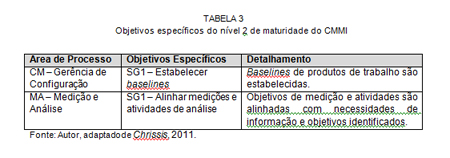 TABELA 3
Objetivos específicos do nível 2 de maturidade do CMMI
Area de Processo Objetivos Específicos Detalhamento
CM – Gerência de Configuração SG1 – Estabelecer baselines Baselines de produtos de trabalho são estabelecidas.
MA – Medição e Análise SG1 – Alinhar medições e atividades de análise Objetivos de medição e atividades são alinhadas com necessidades de informação e objetivos identificados.
Fonte: Autor, adaptado de Chrissis, 2011.